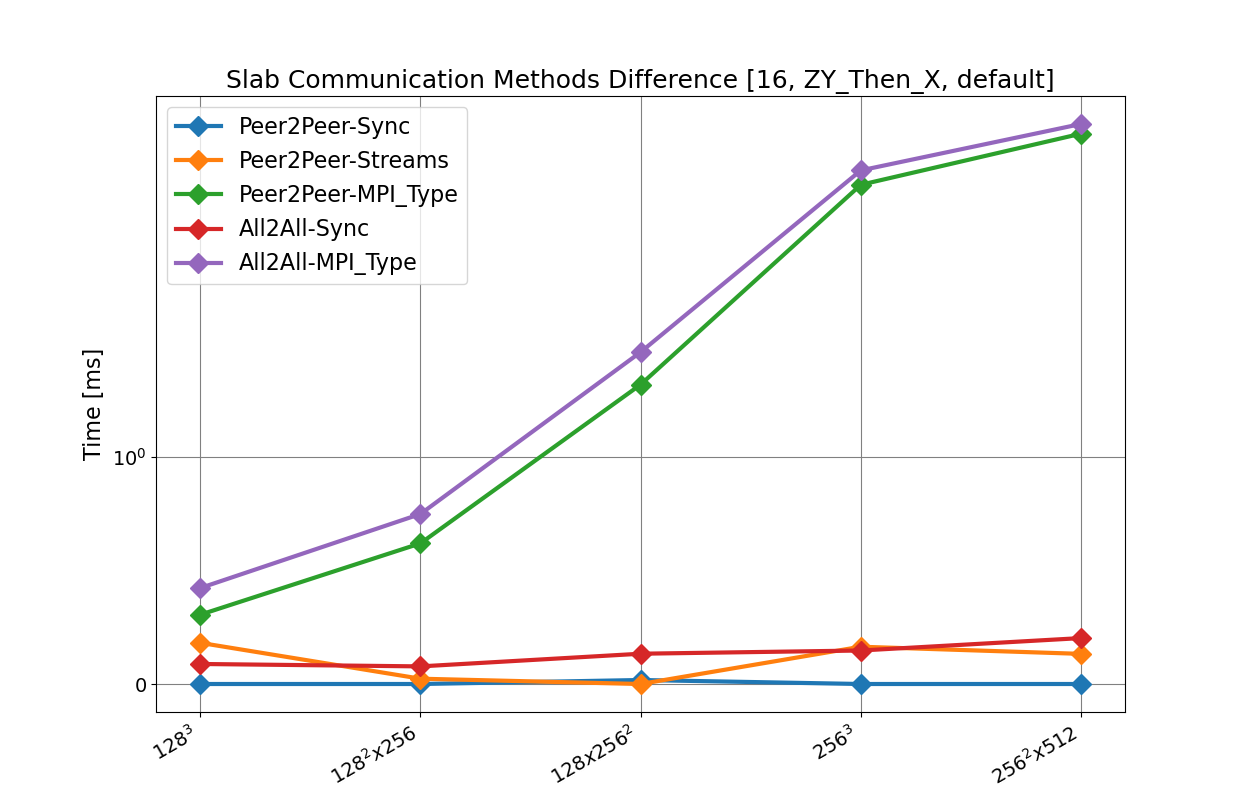 Slab Communication Methods Difference [16, ZY_Then_X, default]
Peer2Peer-Sync
Peer2Peer-Streams
Peer2Peer-MPI_Type
All2All-Sync
All2All-MPI_Type
Time [ms]
10⁰
0
128³
128²x256
128x256²
256³
256²x512